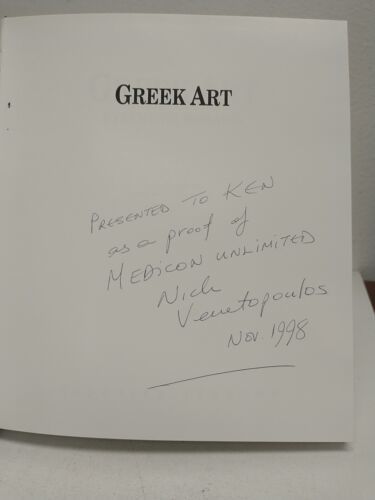 GREEK ART
PRESENTED TO KEN
as a proof of
MEDICON UNLIMITED
Nick
Venetopoulos
Nov. 1998